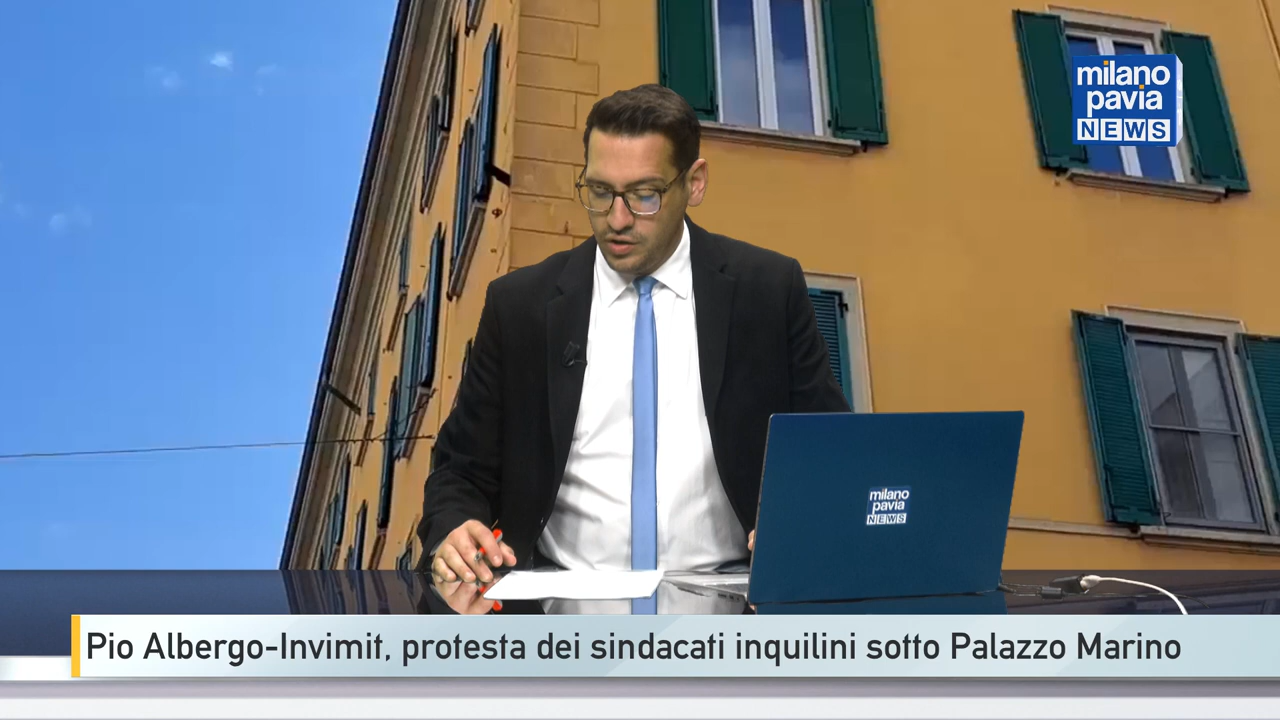 milano
pavia
NEWS
milano
pavia
NEWS
Pio Albergo-Invimit, protesta dei sindacati inquilini sotto Palazzo Marino